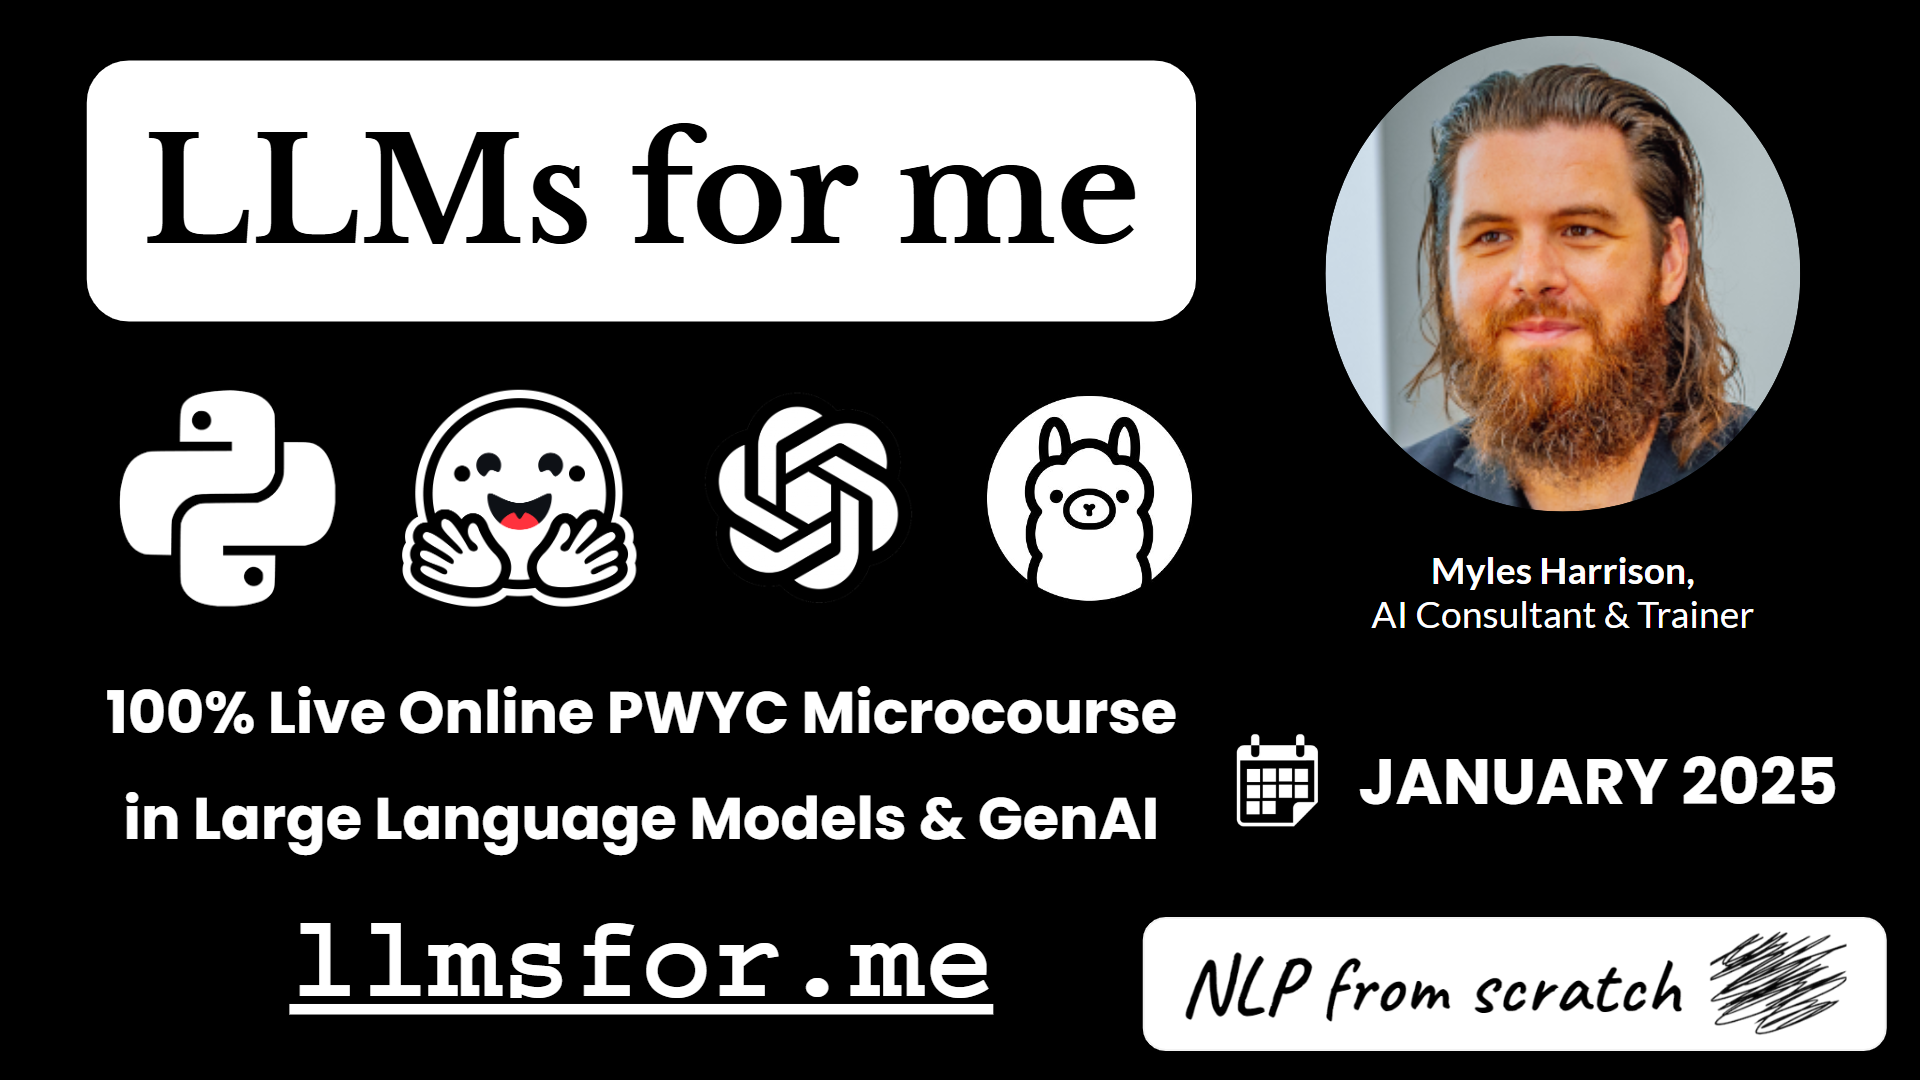 LLMs for me
Myles Harrison,
AI Consultant & Trainer
100% Live Online PWYC Microcourse
in Large Language Models & GenAI
JANUARY 2025
llmsfor.me
NLP from scratch